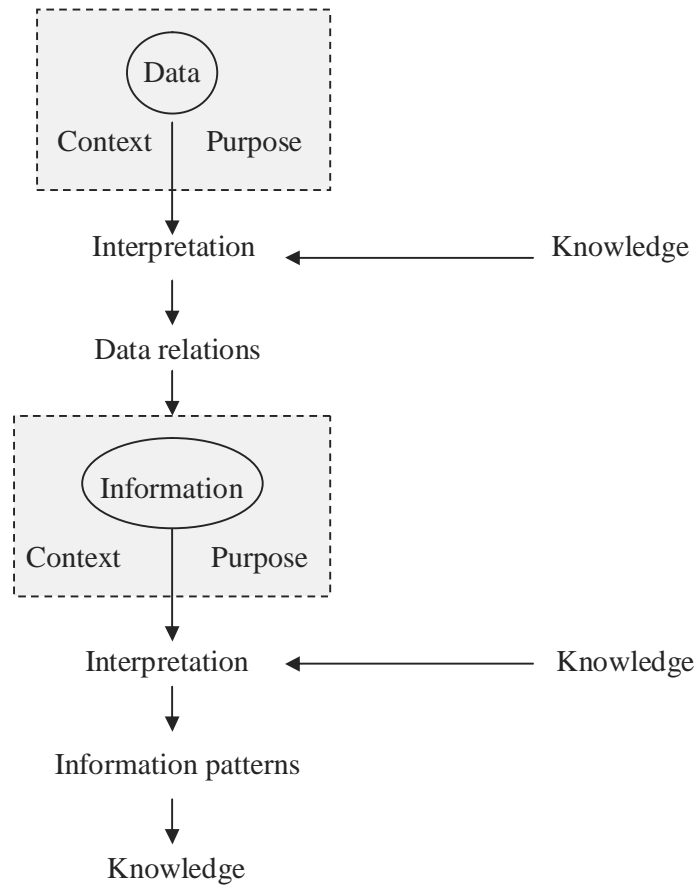 Data
Context Purpose
Interpretation Knowledge
Data relations
Information
Context Purpose
Interpretation Knowledge
Information patterns
Knowledge